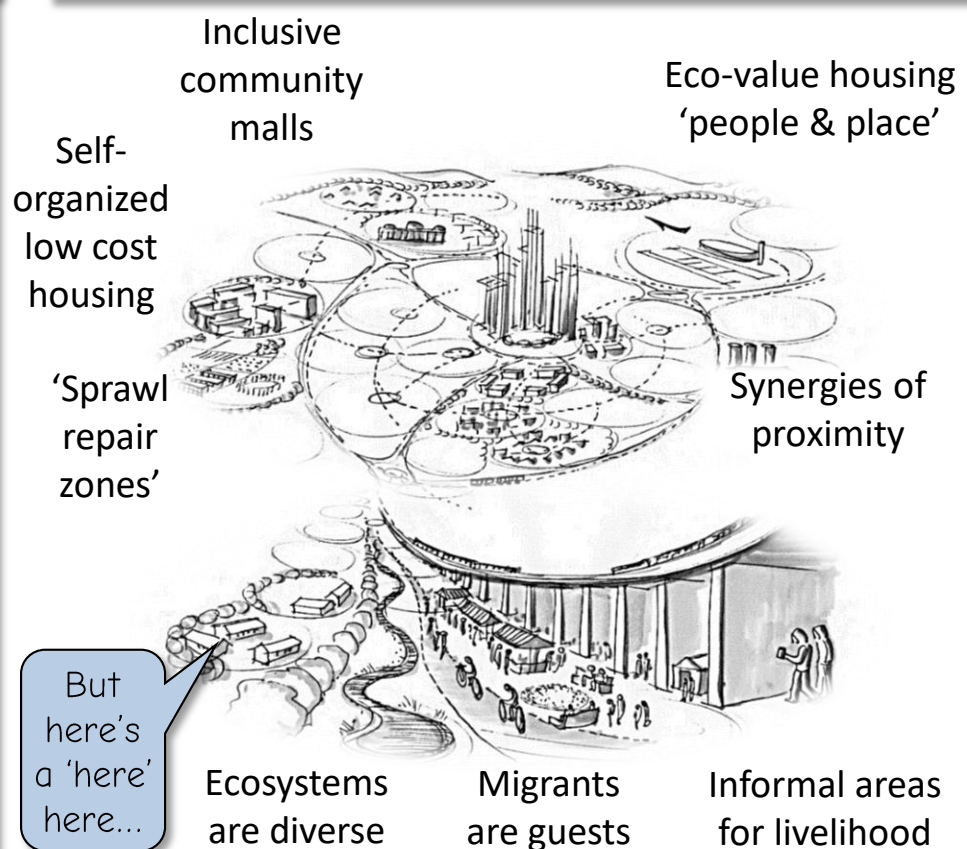 Inclusive
community
malls
Eco-value housing
‘people & place’
Self-
organized
low cost
housing
‘Sprawl
repair
zones’
Synergies of
proximity
But
here’s
a ‘here’
here...
Ecosystems
are diverse
Migrants
are guests
Informal areas
for livelihood